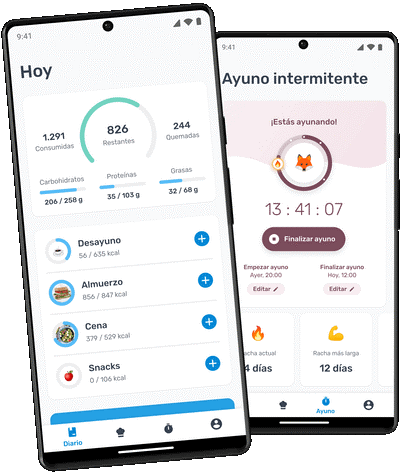 9:41
Hoy
1.291
Consumidas
826
Restantes
244
Quemadas
Carbohidratos
206 / 258 g
Proteínas
35 / 103 g
Grasas
32 / 68 g
Desayuno
56 / 635 kcal
Almuerzo
856 / 847 kcal
Cena
379 / 529 kcal
Snacks
0 / 106 kcal
Diario
9:41
Ayuno intermitente
¡Estás ayunando!
13 : 41 : 07
Finalizar ayuno
Empezar ayuno
Ayer, 20:00
Editar
Finalizar ayuno
Hoy, 12:00
Editar
actual
días
Racha más larga
12 días
Ayuno